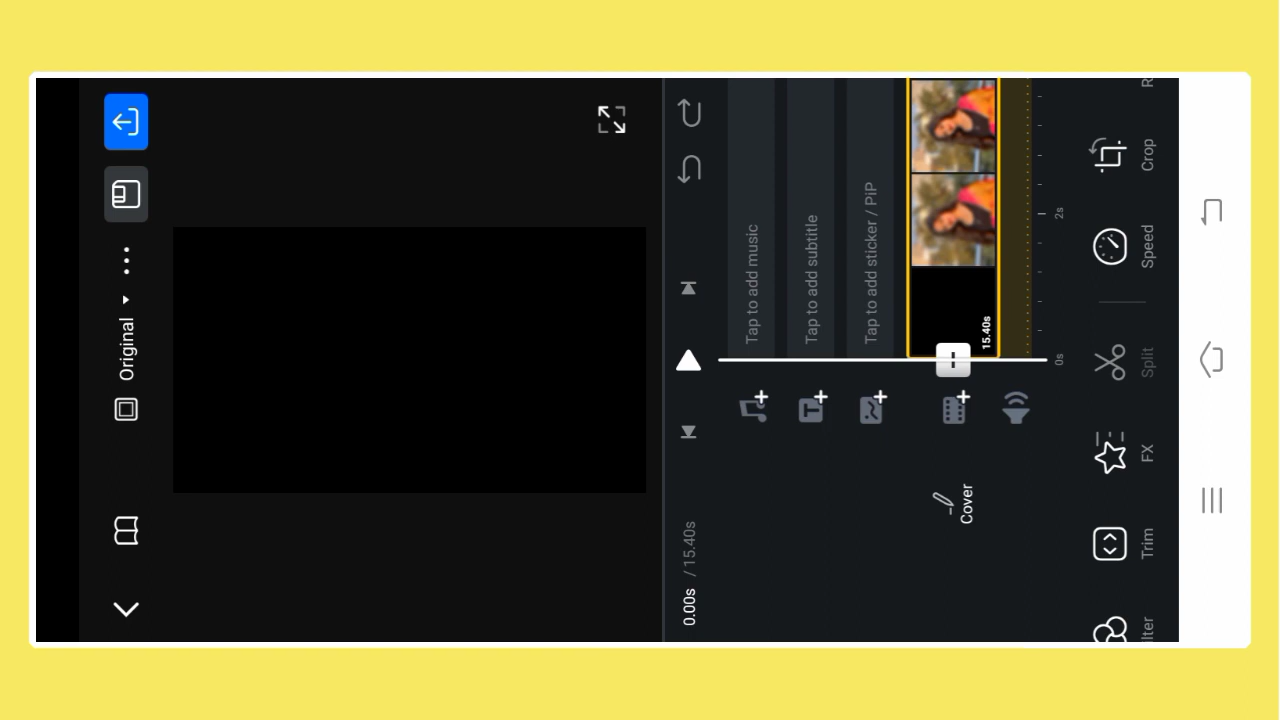 Original
0.00s / 15.40s
Tap to add music
Tap to add subtitle
Tap to add sticker / PiP
Cover
15.40s
0s
2s
lter
Trim
FX
Split
Speed
Crop
R